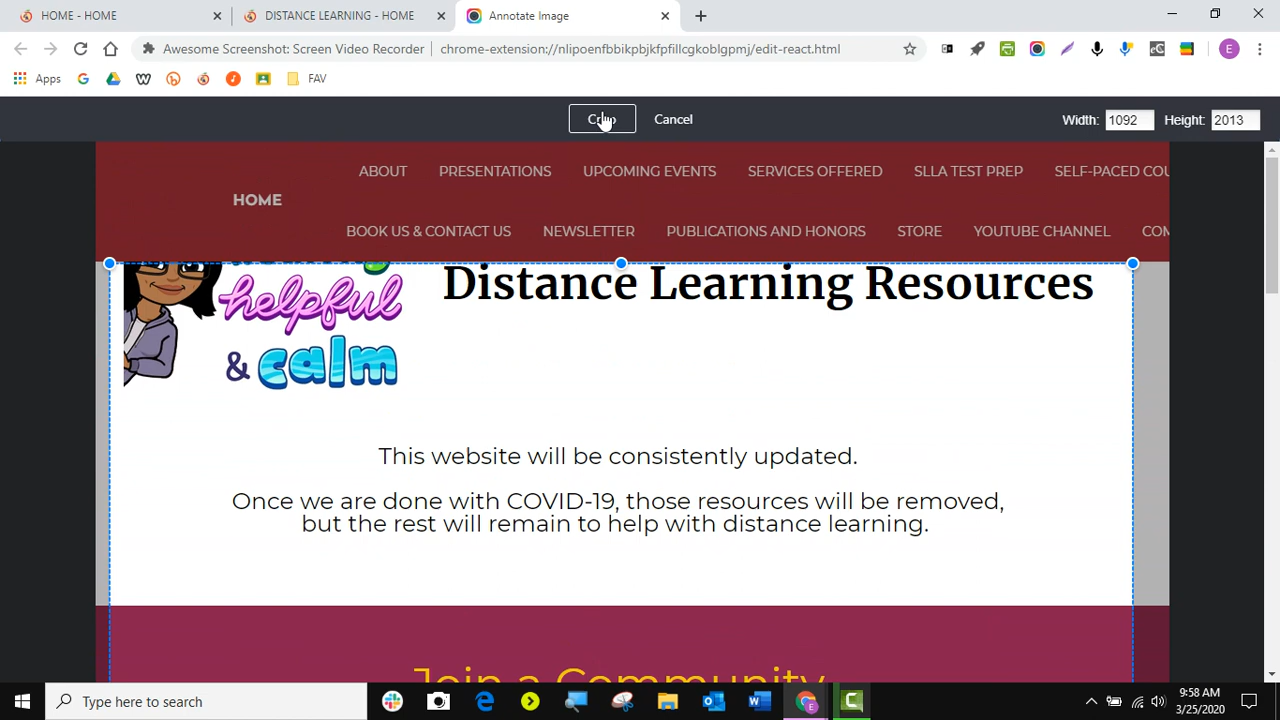 HOME - HOME
DISTANCE LEARNING - HOME
Annotate Image
Awesome Screenshot: Screen Video Recorder | chrome-extension://nlipoenfbbikpbjkfpfillcgkoblgpmj/edit-react.html
E
Apps
FAV
Crop Cancel
Width: 1092 Height: 2013
ABOUT PRESENTATIONS UPCOMING EVENTS SERVICES OFFERED SLLA TEST PREP SELF-PACED COU
HOME
BOOK US & CONTACT US NEWSLETTER PUBLICATIONS AND HONORS STORE YOUTUBE CHANNEL COM
helpful
& calm
Distance Learning Resources
This website will be consistently updated.
Once we are done with COVID-19, those resources will be removed,
but the rest will remain to help with distance learning.
Join a Community
Type here to search
9:58 AM
3/25/2020